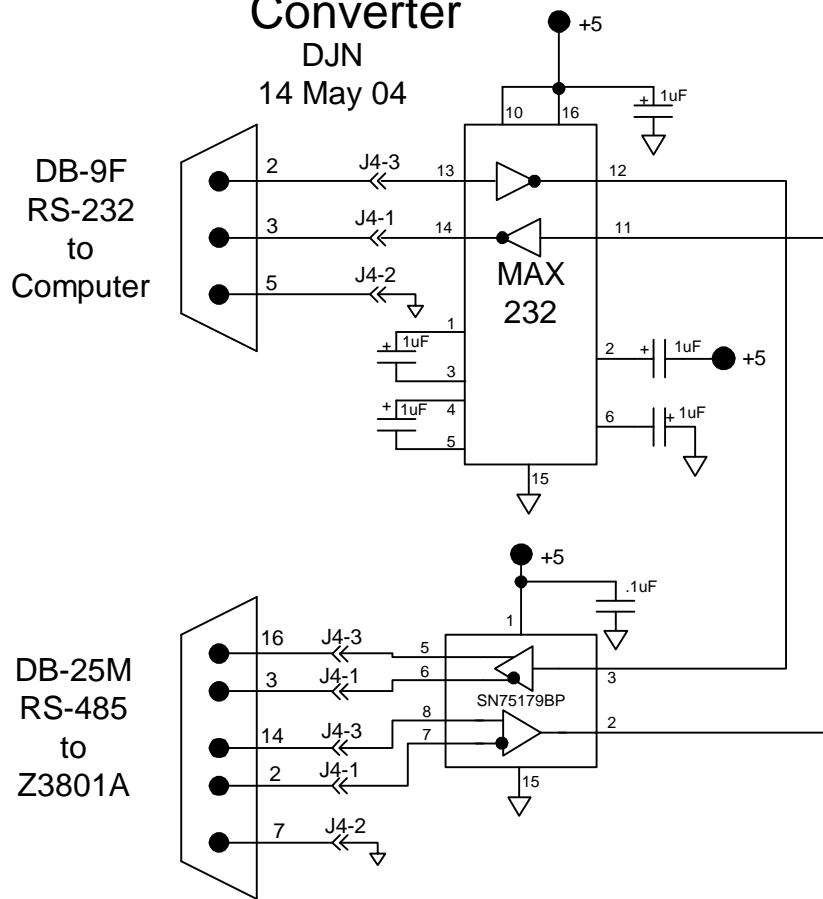 Converter
DJN
14 May 04
+5
+ 1uF
10 16
DB-9F
RS-232
to
Computer
2 J4-3 13 12
3 J4-1 14 11
5 J4-2
MAX
232
1
+ 1uF
3
2 + 1uF +5
+ 1uF 4
5
6 + 1uF
15
+5
.1uF
1
DB-25M
RS-485
to
Z3801A
16 J4-3 5
3 J4-1 6 3
SN75179BP
14 J4-3 8 2
2 J4-1 7
15
7 J4-2